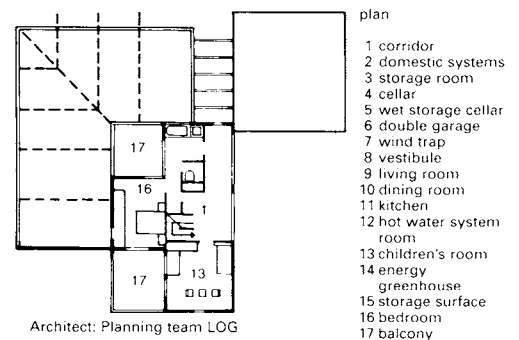 plan
1 corridor
2 domestic systems
3 storage room
4 cellar
5 wet storage cellar
6 double garage
7 wind trap
8 vestibule
9 living room
10 dining room
11 kitchen
12 hot water system
room
13 children's room
14 energy
greenhouse
15 storage surface
16 bedroom
17 balcony
17
16
1
17
13
Architect: Planning team LOG